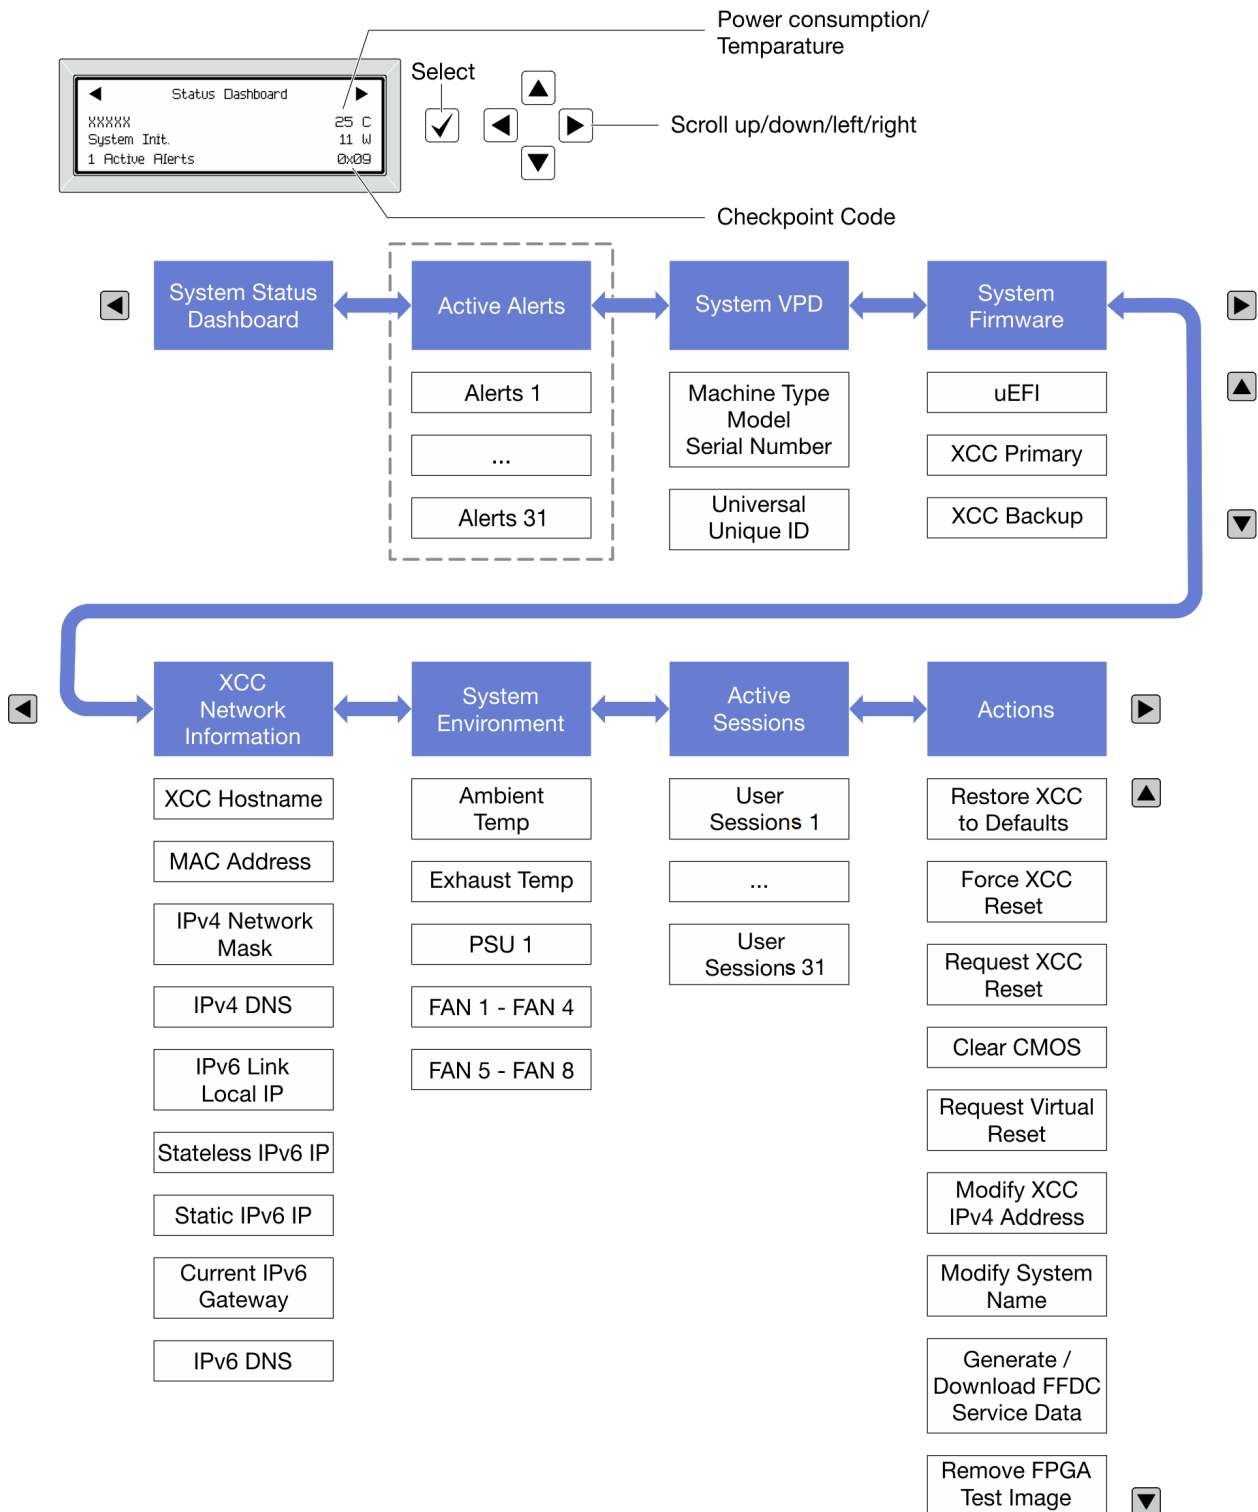 Power consumption/
Temparature
Select
Status Dashboard
XXXXX 25 C
System Init. 11 W
1 Active Alerts 0x09
Scroll up/down/left/right
Checkpoint Code
System Status
Dashboard
Active Alerts
System VPD
System
Firmware
Alerts 1
...
Alerts 31
Machine Type
Model
Serial Number
Universal
Unique ID
uEFI
XCC Primary
XCC Backup
XCC
Network
Information
System
Environment
Active
Sessions
Actions
XCC Hostname
MAC Address
IPv4 Network
Mask
IPv4 DNS
IPv6 Link
Local IP
Stateless IPv6 IP
Static IPv6 IP
Current IPv6
Gateway
IPv6 DNS
Ambient
Temp
Exhaust Temp
PSU 1
FAN 1 - FAN 4
FAN 5 - FAN 8
User
Sessions 1
...
User
Sessions 31
Restore XCC
to Defaults
Force XCC
Reset
Request XCC
Reset
Clear CMOS
Request Virtual
Reset
Modify XCC
IPv4 Address
Modify System
Name
Generate /
Download FFDC
Service Data
Remove FPGA
Test Image